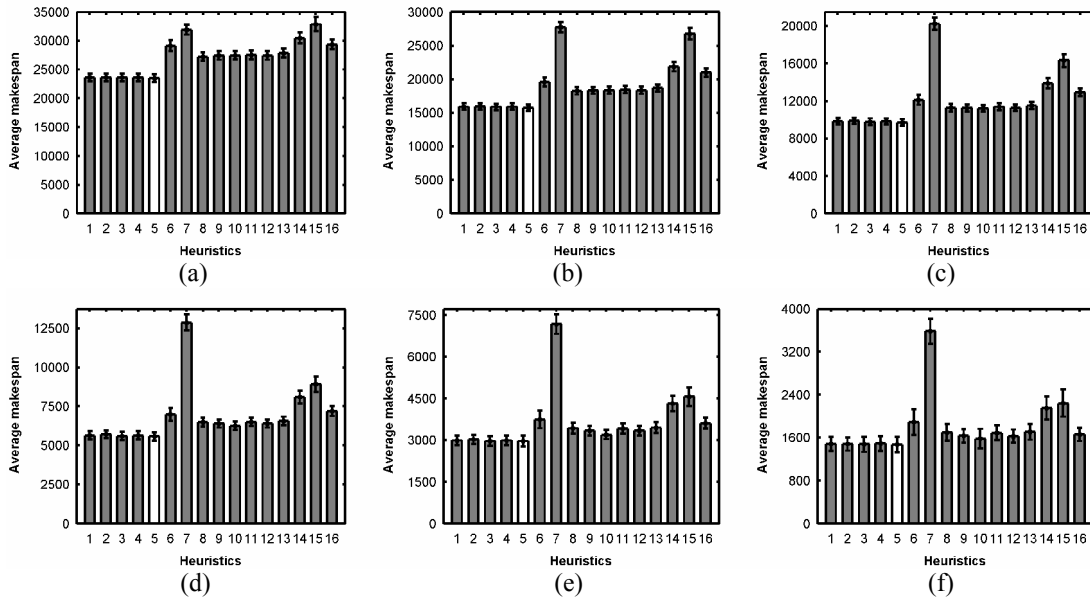 35000
30000
25000
20000
15000
10000
5000
0
Average makespan
1 2 3 4 5 6 7 8 9 10 11 12 13 14 15 16
Heuristics
(a)
30000
25000
20000
15000
10000
5000
0
Average makespan
1 2 3 4 5 6 7 8 9 10 11 12 13 14 15 16
Heuristics
(b)
20000
16000
12000
8000
4000
0
Average makespan
1 2 3 4 5 6 7 8 9 10 11 12 13 14 15 16
Heuristics
(c)
12500
10000
7500
5000
2500
0
Average makespan
1 2 3 4 5 6 7 8 9 10 11 12 13 14 15 16
Heuristics
(d)
7500
6000
4500
3000
1500
0
Average makespan
1 2 3 4 5 6 7 8 9 10 11 12 13 14 15 16
Heuristics
(e)
4000
3200
2400
1600
800
0
Average makespan
1 2 3 4 5 6 7 8 9 10 11 12 13 14 15 16
Heuristics
(f)